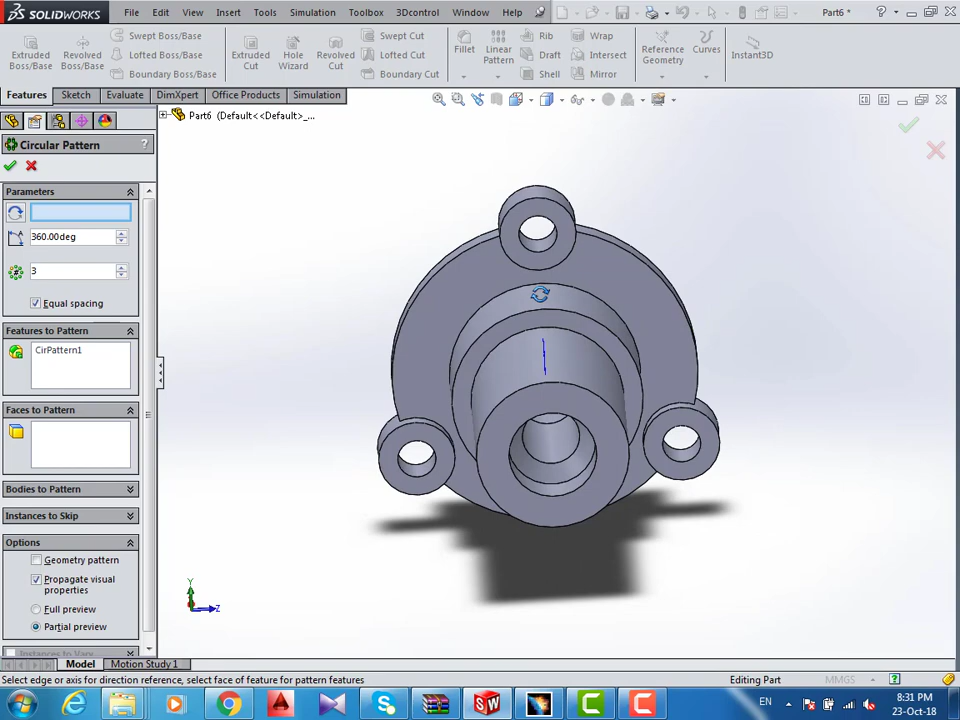 SOLIDWORKS File Edit View Insert Tools Simulation Toolbox 3Dcontrol Window Help Part6 *
Extruded Boss/Base
Revolved Boss/Base
Swept Boss/Base
Lofted Boss/Base
Boundary Boss/Base
Extruded Cut
Hole Wizard
Revolved Cut
Swept Cut
Lofted Cut
Boundary Cut
Fillet
Linear Pattern
Rib
Draft
Shell
Wrap
Intersect
Mirror
Reference Geometry
Curves
Instant3D
Features Sketch Evaluate DimXpert Office Products Simulation
Part6 (Default<<Default>_...
Circular Pattern ?
Parameters
360.00deg
3
Equal spacing
Features to Pattern
CirPattern1
Faces to Pattern
Bodies to Pattern
Instances to Skip
Options
Geometry pattern
Propagate visual
properties
Full preview
Partial preview
Instances to Vary
Y
Z
Model Motion Study 1
Select edge or axis for direction reference, select face of feature for pattern features Editing Part MMGS
EN 8:31 PM
23-Oct-18